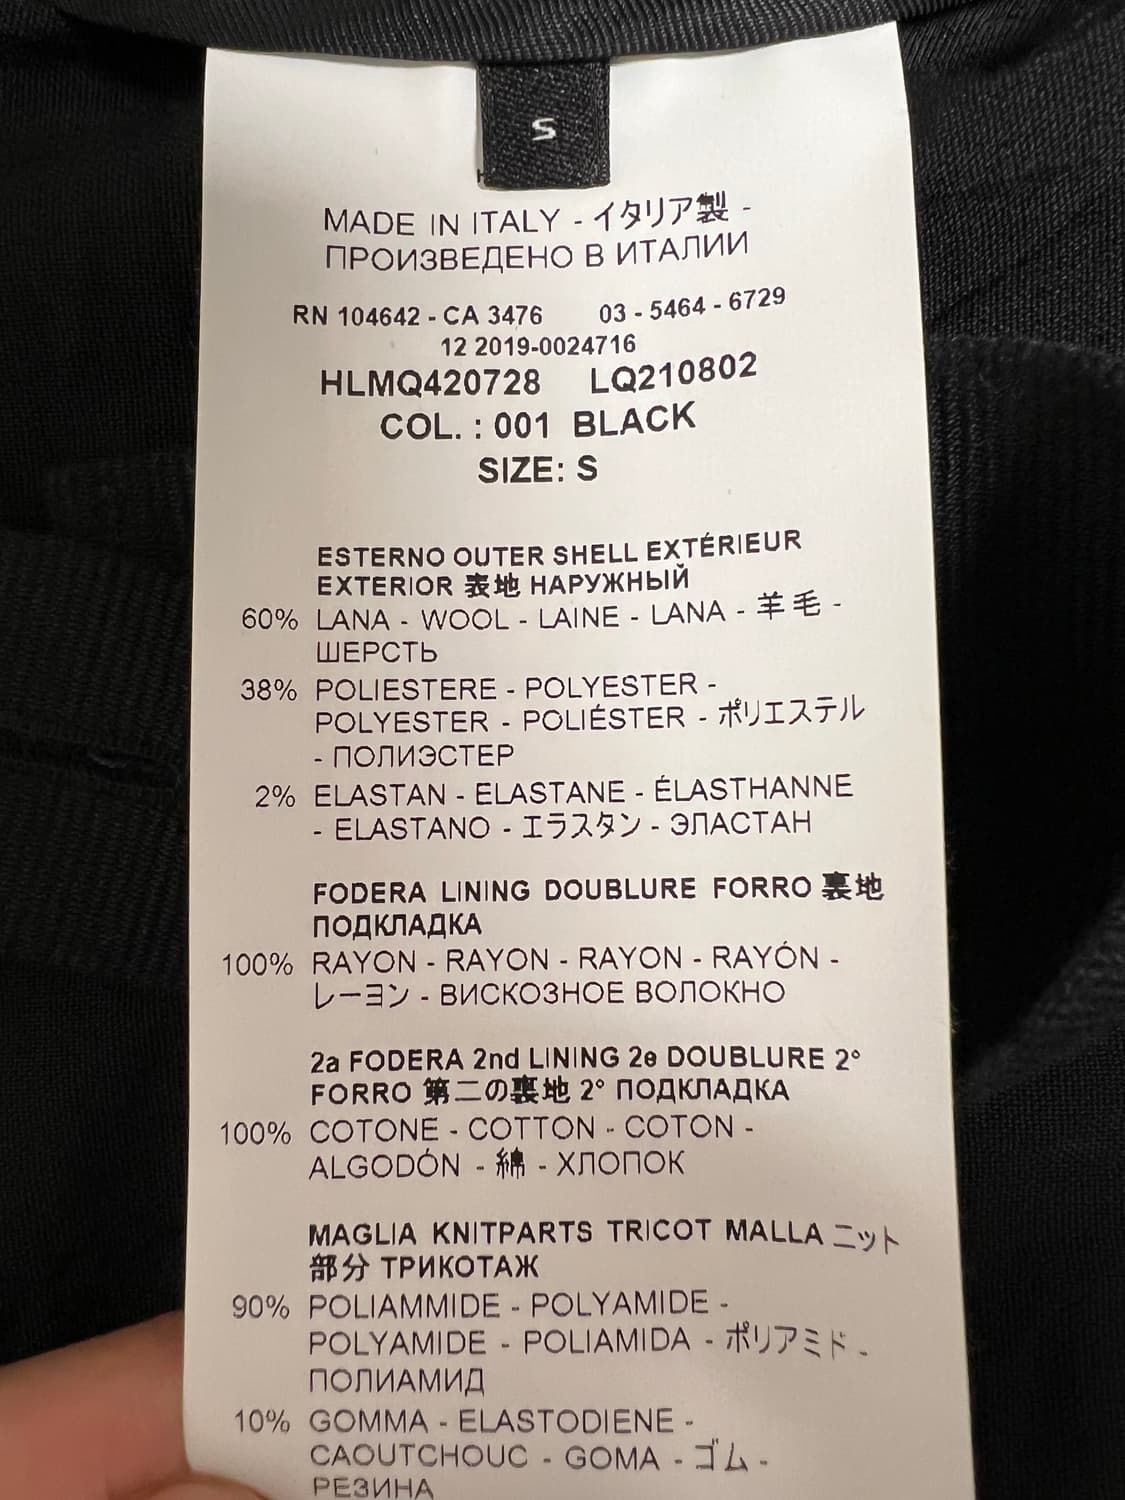 S
MADE IN ITALY - イタリア製 -
ПРОИЗВЕДЕНО В ИТАЛИИ
RN 104642 - CA 3476 03 - 5464 - 6729
12 2019-0024716
HLMQ420728 LQ210802
COL. : 001 BLACK
SIZE: S
ESTERNO OUTER SHELL EXTÉRIEUR
EXTERIOR 表地 НАРУЖНЫЙ
60% LANA - WOOL - LAINE - LANA - 羊毛 -
ШЕРСТЬ
38% POLIESTERE - POLYESTER -
POLYESTER - POLIÉSTER - ポリエステル
- ПОЛИЭСТЕР
2% ELASTAN - ELASTANE - ÉLASTHANNE
- ELASTANO - エラスタン - ЭЛАСТАН
FODERA LINING DOUBLURE FORRO 裏地
ПОДКЛАДКА
100% RAYON - RAYON - RAYON - RAYÓN -
レーヨン - ВИСКОЗНОЕ ВОЛОКНО
2a FODERA 2nd LINING 2e DOUBLURE 2°
FORRO 第二の裏地 2° ПОДКЛАДКА
100% COTONE - COTTON - COTON -
ALGODÓN - 綿 - ХЛОПОК
MAGLIA KNITPARTS TRICOT MALLA ニット
部分 ТРИКОТАЖ
90% POLIAMMIDE - POLYAMIDE -
POLYAMIDE - POLIAMIDA - ポリアミド -
ПОЛИАМИД
10% GOMMA - ELASTODIENE -
CAOUTCHOUC - GOMA - ゴム -
РЕЗИНА